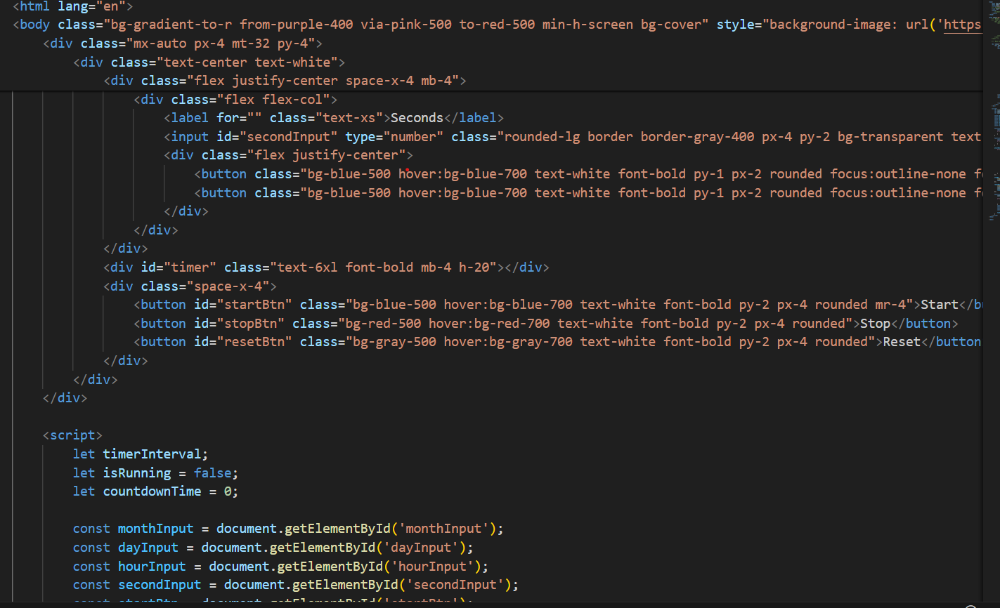 <html lang="en">
<body class="bg-gradient-to-r from-purple-400 via-pink-500 to-red-500 min-h-screen bg-cover" style="background-image: url('https
<div class="mx-auto px-4 mt-32 py-4">
<div class="text-center text-white">
<div class="flex justify-center space-x-4 mb-4">
<div class="flex flex-col">
<label for="" class="text-xs">Seconds</label>
<input id="secondInput" type="number" class="rounded-lg border border-gray-400 px-4 py-2 bg-transparent text
<div class="flex justify-center">
<button class="bg-blue-500 hover:bg-blue-700 text-white font-bold py-1 px-2 rounded focus:outline-none fo
<button class="bg-blue-500 hover:bg-blue-700 text-white font-bold py-1 px-2 rounded focus:outline-none fo
</div>
</div>
</div>
<div id="timer" class="text-6xl font-bold mb-4 h-20"></div>
<div class="space-x-4">
<button id="startBtn" class="bg-blue-500 hover:bg-blue-700 text-white font-bold py-2 px-4 rounded mr-4">Start</bu
<button id="stopBtn" class="bg-red-500 hover:bg-red-700 text-white font-bold py-2 px-4 rounded">Stop</button>
<button id="resetBtn" class="bg-gray-500 hover:bg-gray-700 text-white font-bold py-2 px-4 rounded">Reset</button
</div>
</div>
</div>
<script>
let timerInterval;
let isRunning = false;
let countdownTime = 0;
const monthInput = document.getElementById('monthInput');
const dayInput = document.getElementById('dayInput');
const hourInput = document.getElementById('hourInput');
const secondInput = document.getElementById('secondInput');
const startBtn = document.getElementById('startBtn');